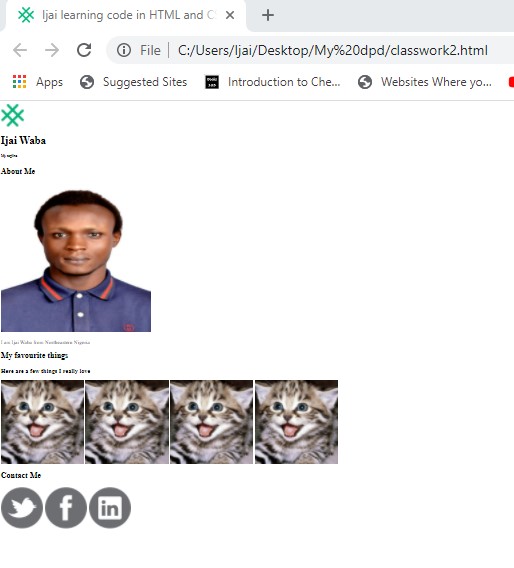 Ijai learning code in HTML and C
File | C:/Users/Ijai/Desktop/My%20dpd/classwork2.html
Apps Suggested Sites Introduction to Che... Websites Where yo...
Ijai Waba
My tagline
About Me
I am Ijai Waba from Northeastern Nigeria
My favourite things
Here are a few things I really love
Contact Me